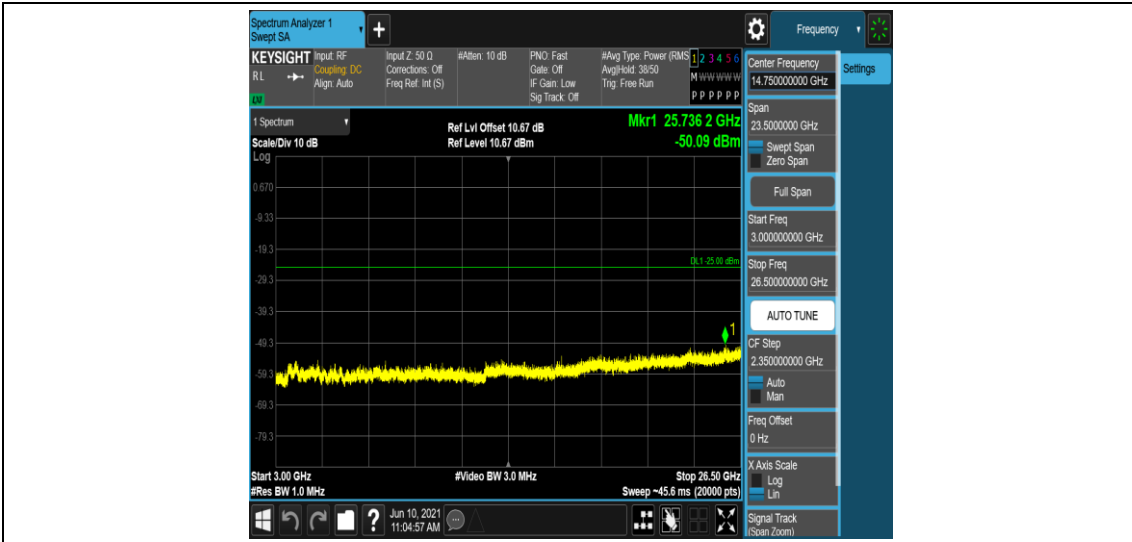 Spectrum Analyzer 1
Swept SA
+
Frequency
KEYSIGHT
RL
LXI
Input: RF
Coupling: DC
Align: Auto
Input Z: 50 Ω
Corrections: Off
Freq Ref: Int (S)
#Atten: 10 dB
PNO: Fast
Gate: Off
IF Gain: Low
Sig Track: Off
#Avg Type: Power (RMS
Avg|Hold: 38/50
Trig: Free Run
1 2 3 4 5 6
M W W W W W
P P P P P P
1 Spectrum
Scale/Div 10 dB
Log
Ref Lvl Offset 10.67 dB
Ref Level 10.67 dBm
Mkr1 25.736 2 GHz
-50.09 dBm
0.670
-9.33
-19.3
DL1 -25.00 dBm
-29.3
-39.3
1
-49.3
-59.3
-69.3
-79.3
Start 3.00 GHz
#Res BW 1.0 MHz
#Video BW 3.0 MHz
Stop 26.50 GHz
Sweep ~45.6 ms (20000 pts)
?
Jun 10, 2021
11:04:57 AM
Center Frequency
14.750000000 GHz
Settings
Span
23.5000000 GHz
Swept Span
Zero Span
Full Span
Start Freq
3.000000000 GHz
Stop Freq
26.500000000 GHz
AUTO TUNE
CF Step
2.350000000 GHz
Auto
Man
Freq Offset
0 Hz
X Axis Scale
Log
Lin
Signal Track
(Span Zoom)